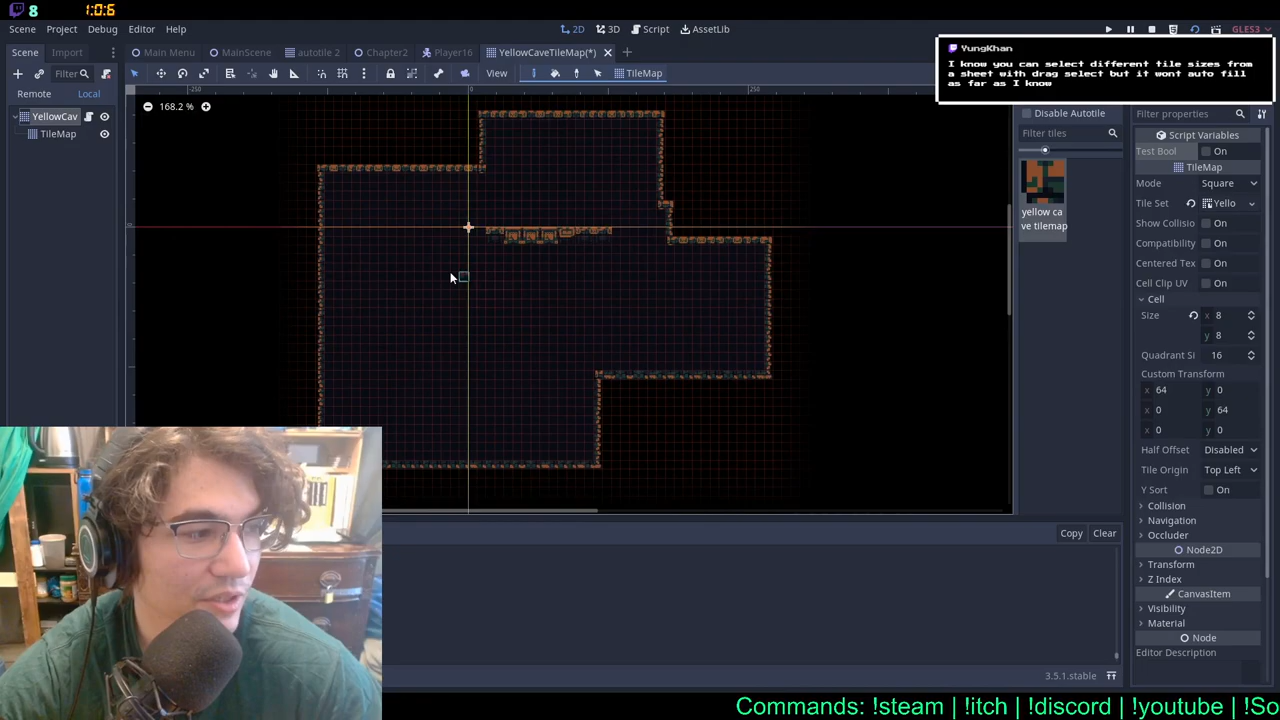 8
1:0:6
Scene
Project
Debug
Editor
Help
2D
3D
Script
AssetLib
GLES3
YungKhan
I know you can select different tile sizes from
a sheet with drag select but it wont auto fill
as far as I know
Scene
Import
Main Menu
MainScene
autotile 2
Chapter2
Player16
YellowCaveTileMap(*)
Filter
View
TileMap
Remote
Local
YellowCav
TileMap
168.2 %
-250
0
250
Disable Autotile
Filter tiles
yellow ca
ve tilemap
Filter properties
Script Variables
Test Bool
On
TileMap
Mode
Square
Tile Set
Yello
Show Collisio
On
Compatibility
On
Centered Tex
On
Cell Clip UV
On
Cell
Size
x 8
y 8
Quadrant Si
16
Custom Transform
x 64 y 0
x 0 y 64
x 0 y 0
Half Offset
Disabled
Tile Origin
Top Left
Y Sort
On
Collision
Navigation
Occluder
Node2D
Transform
Z Index
CanvasItem
Visibility
Material
Node
Editor Description
Copy
Clear
3.5.1.stable
Commands: !steam | !itch | !discord | !youtube | !So